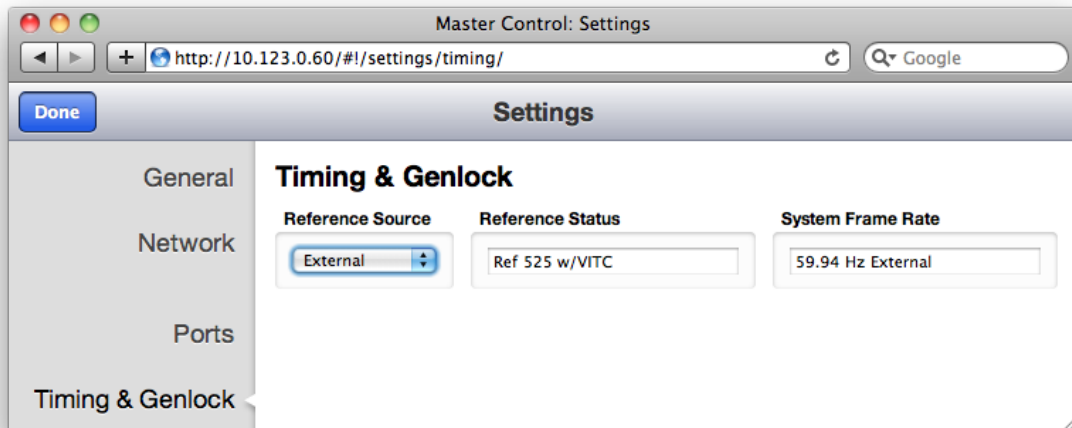 Master Control: Settings
http://10.123.0.60/#!/settings/timing/
Google
Done
Settings
General
Network
Ports
Timing & Genlock
Timing & Genlock
Reference Source
Reference Status
System Frame Rate
External
Ref 525 w/VITC
59.94 Hz External